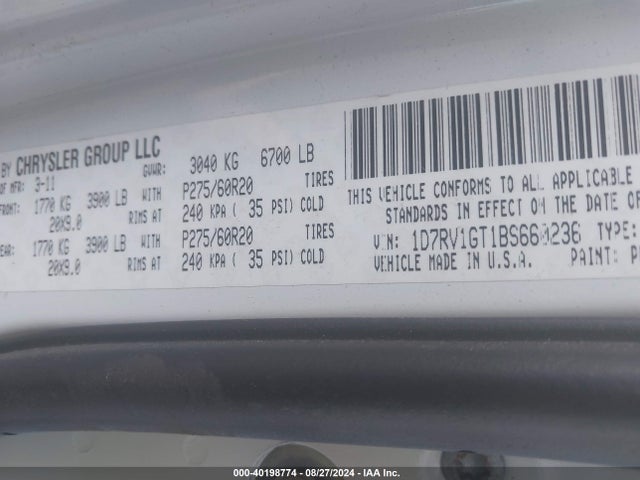 BY CHRYSLER GROUP LLC
OF MFR: 3-11 GVWR: 3040 KG 6700 LB
FRONT: 1770 KG 3900 LB WITH P275/60R20 TIRES
20X9.0 RIMS AT 240 KPA ( 35 PSI) COLD
REAR: 1770 KG 3900 LB WITH P275/60R20 TIRES
20X9.0 RIMS AT 240 KPA ( 35 PSI) COLD
THIS VEHICLE CONFORMS TO ALL APPLICABLE
STANDARDS IN EFFECT ON THE DATE OF
VIN: 1D7RV1GT1BS660236 TYPE:
VEHICLE MADE IN U.S.A. PAINT: P
000-40198774 - 08/27/2024 - IAA Inc.